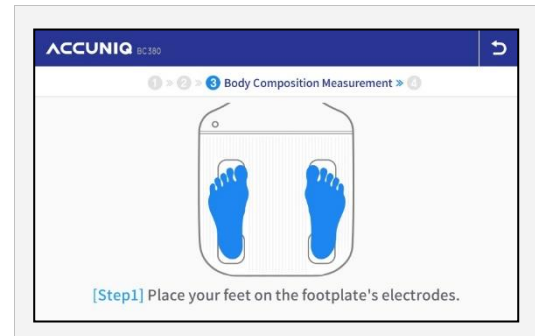 ACCUNIQ BC380
1 » 2 » 3 Body Composition Measurement » 4
[Step1] Place your feet on the footplate's electrodes.